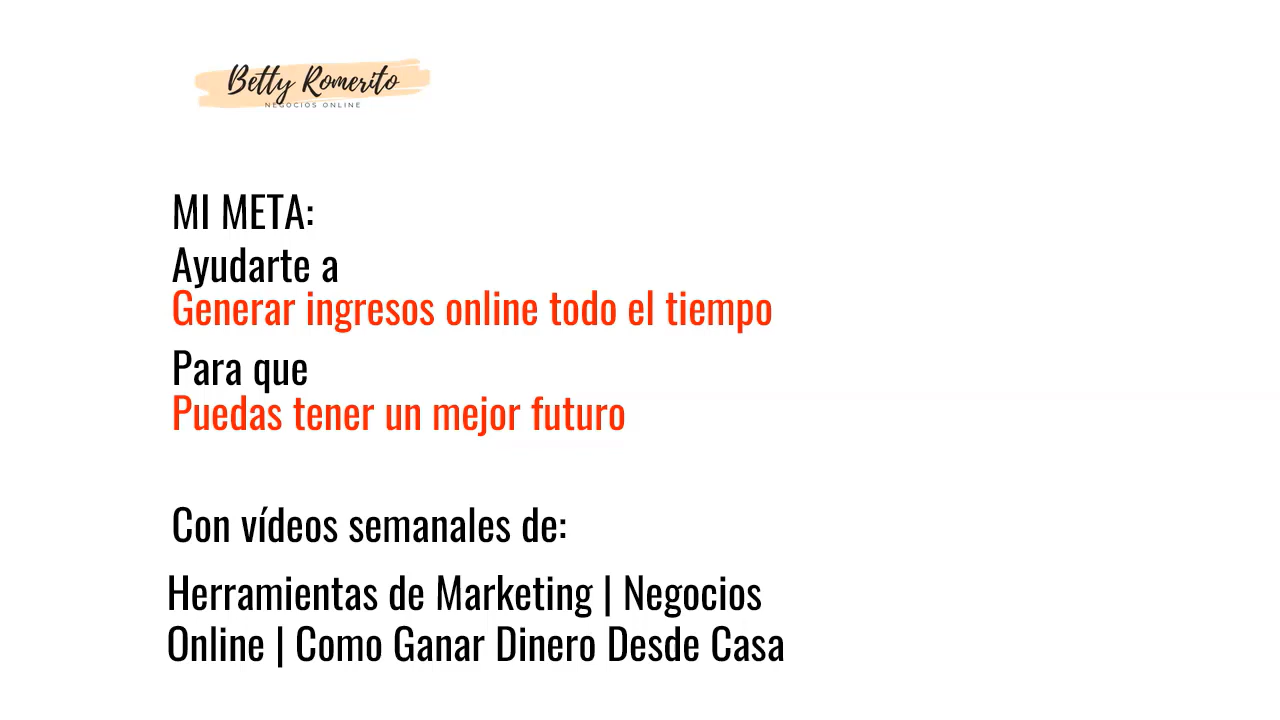 Betty Romerito
NEGOCIOS ONLINE
MI META:
Ayudarte a
Generar ingresos online todo el tiempo
Para que
Puedas tener un mejor futuro
Con vídeos semanales de:
Herramientas de Marketing | Negocios
Online | Como Ganar Dinero Desde Casa